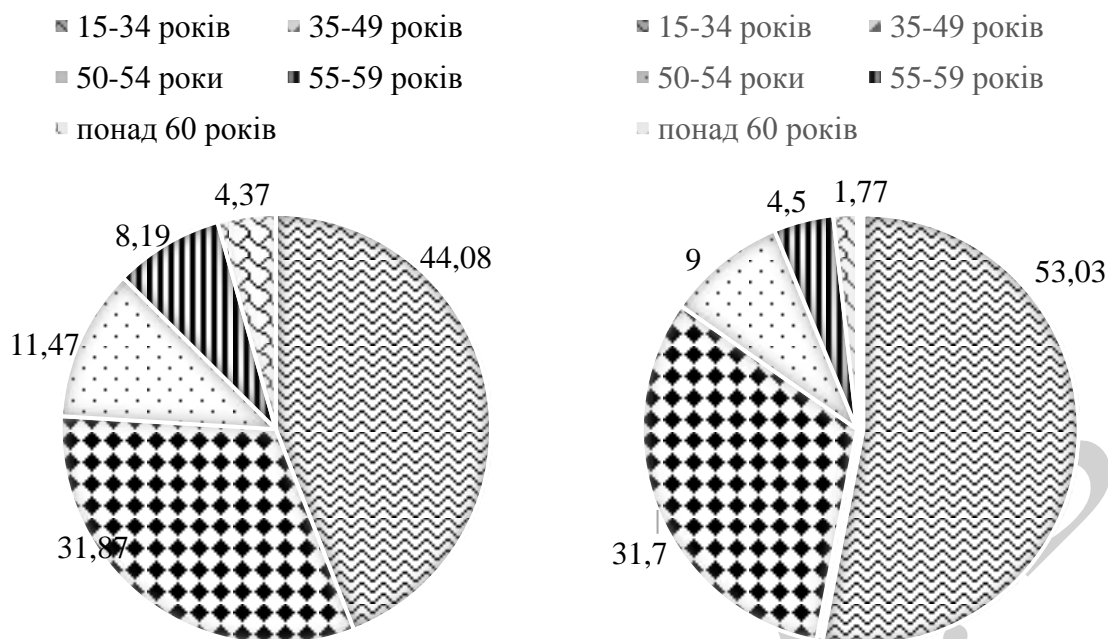 15-34 років 35-49 років
50-54 роки 55-59 років
понад 60 років
4,37
8,19
44,08
11,47
31,87
15-34 років 35-49 років
50-54 роки 55-59 років
понад 60 років
1,77
4,5
9
53,03
31,7